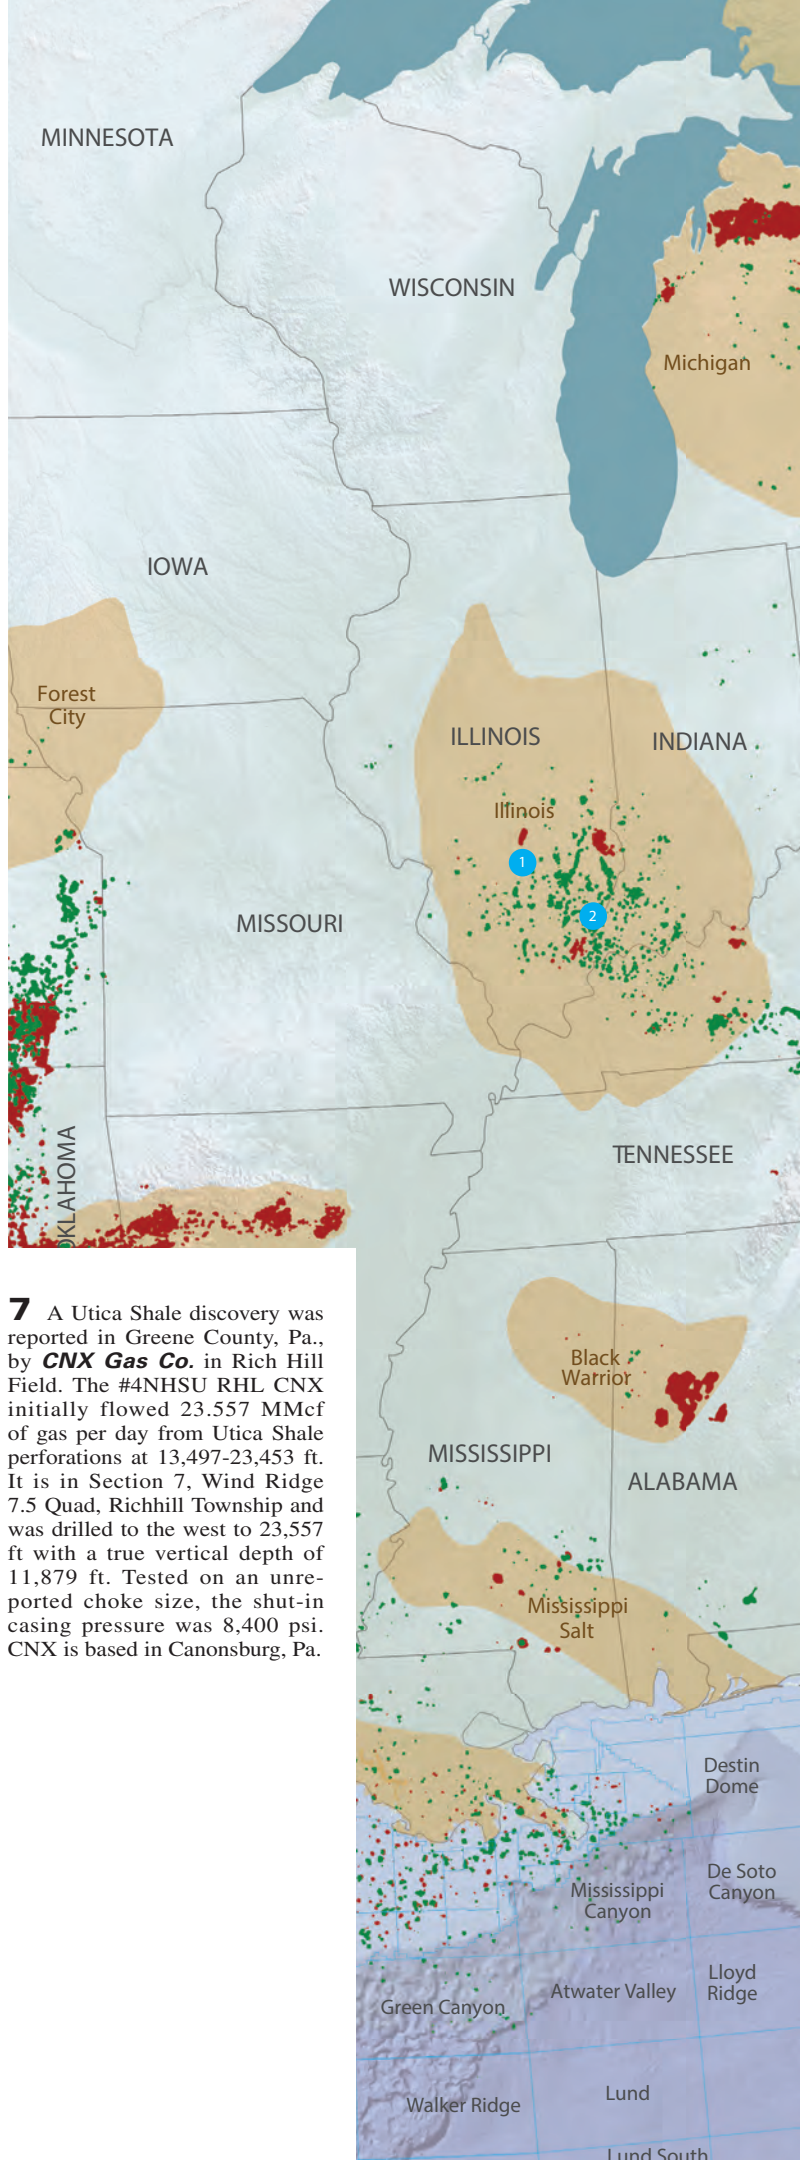 MINNESOTA
WISCONSIN
Michigan
IOWA
Forest
City
ILLINOIS
INDIANA
Illinois
1
2
MISSOURI
OKLAHOMA
TENNESSEE
7 A Utica Shale discovery was
reported in Greene County, Pa.,
by CNX Gas Co. in Rich Hill
Field. The #4NHSU RHL CNX
initially flowed 23.557 MMcf
of gas per day from Utica Shale
perforations at 13,497-23,453 ft.
It is in Section 7, Wind Ridge
7.5 Quad, Richhill Township and
was drilled to the west to 23,557
ft with a true vertical depth of
11,879 ft. Tested on an unre-
ported choke size, the shut-in
casing pressure was 8,400 psi.
CNX is based in Canonsburg, Pa.
Black
Warrior
MISSISSIPPI
ALABAMA
Mississippi
Salt
Destin
Dome
De Soto
Canyon
Mississippi
Canyon
Lloyd
Ridge
Atwater Valley
Green Canyon
Lund
Walker Ridge
Lund South